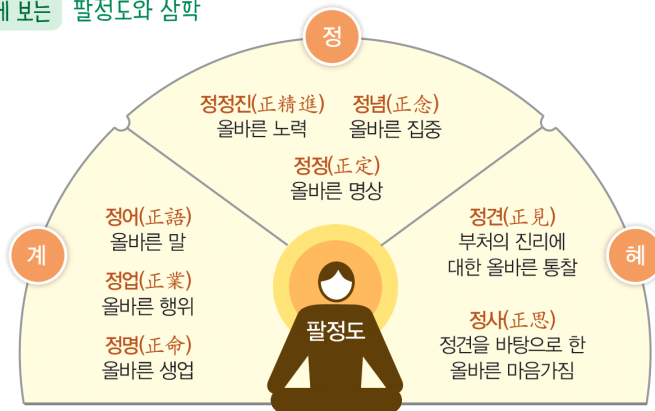 에 보는 팔정도와 삼학
정
정정진(正精進)
올바른 노력
정념(正念)
올바른 집중
정정(正定)
올바른 명상
계
정어(正語)
올바른 말
정업(正業)
올바른 행위
정명(正命)
올바른 생업
혜
정견(正見)
부처의 진리에
대한 올바른 통찰
정사(正思)
정견을 바탕으로 한
올바른 마음가짐
팔정도